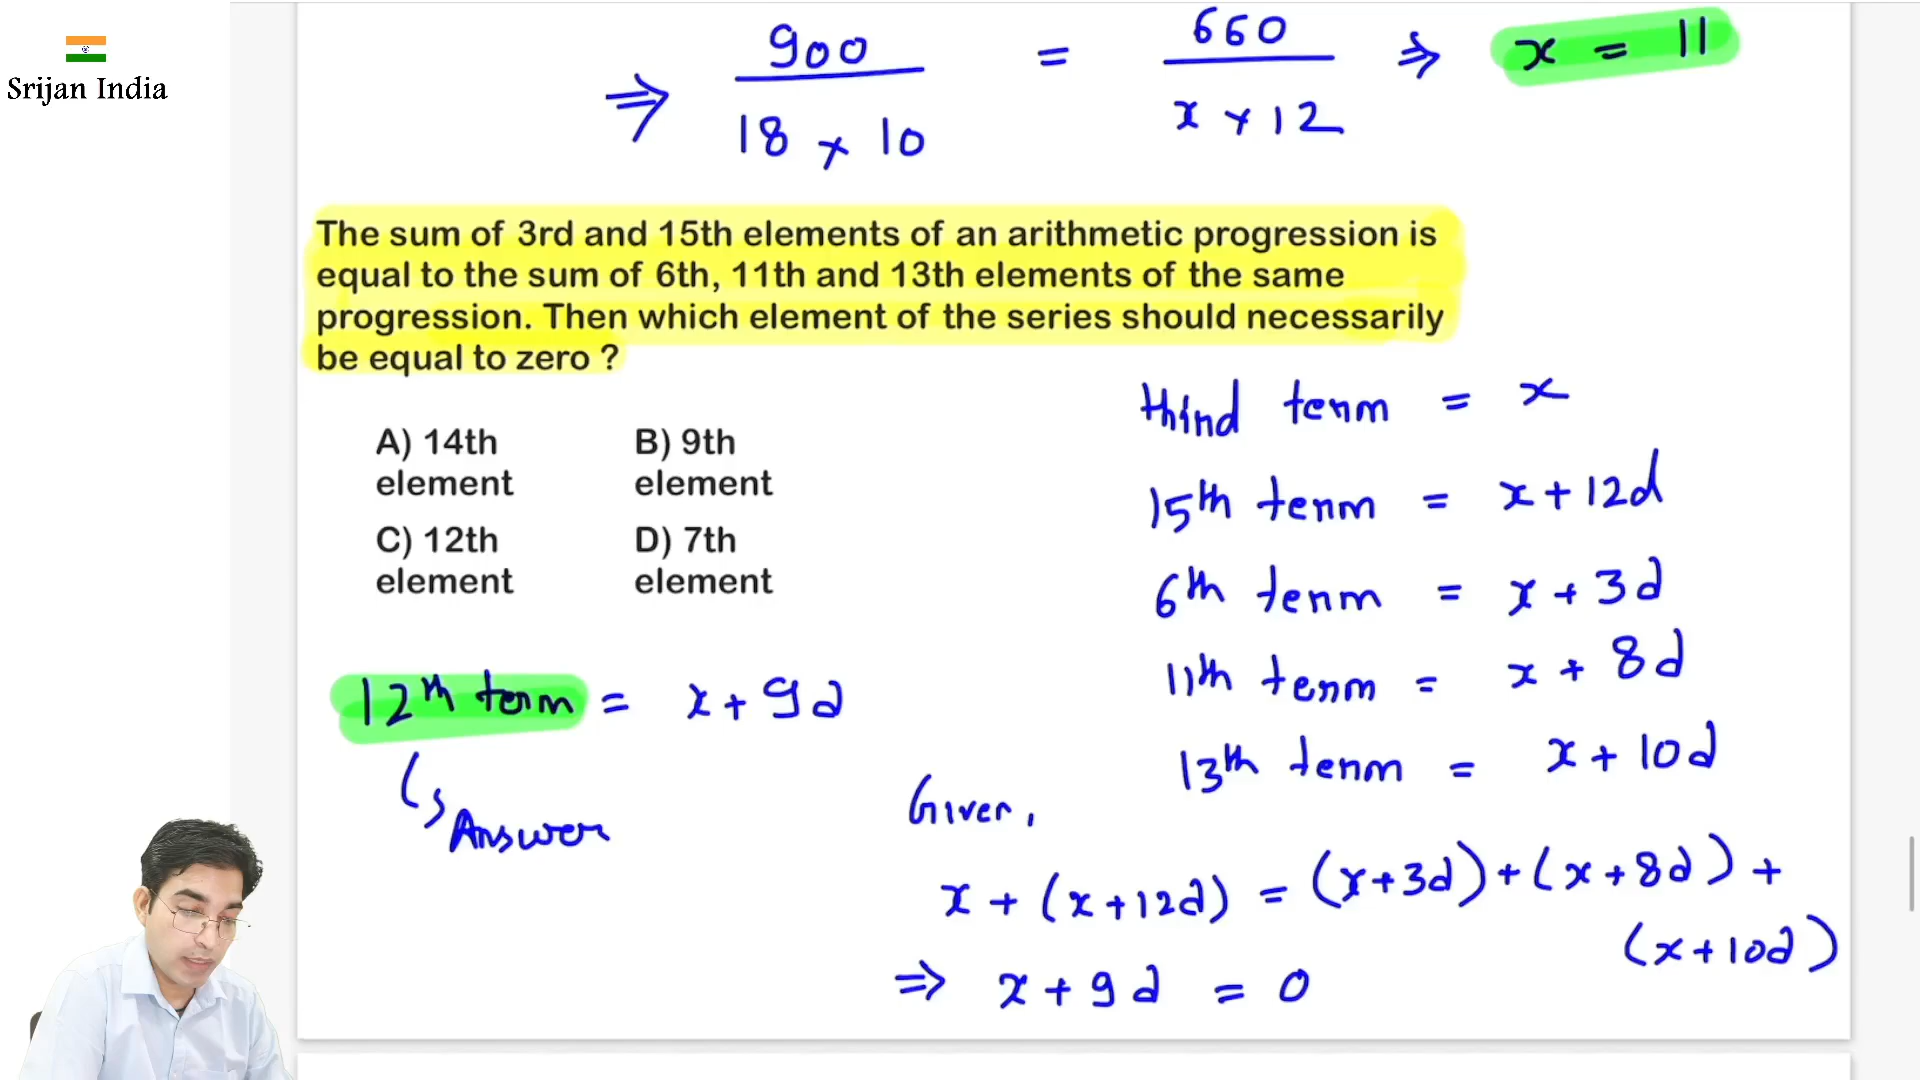 Srijan India
⇒ 900 / 18 × 10 = 660 / x × 12 ⇒ x = 11
The sum of 3rd and 15th elements of an arithmetic progression is
equal to the sum of 6th, 11th and 13th elements of the same
progression. Then which element of the series should necessarily
be equal to zero ?
A) 14th
element
B) 9th
element
C) 12th
element
D) 7th
element
third term = x
15th term = x + 12d
6th term = x + 3d
11th term = x + 8d
13th term = x + 10d
12th term = x + 9d
Answer
Given,
x + (x + 12d) = (x + 3d) + (x + 8d) +
(x + 10d)
⇒ x + 9d = 0